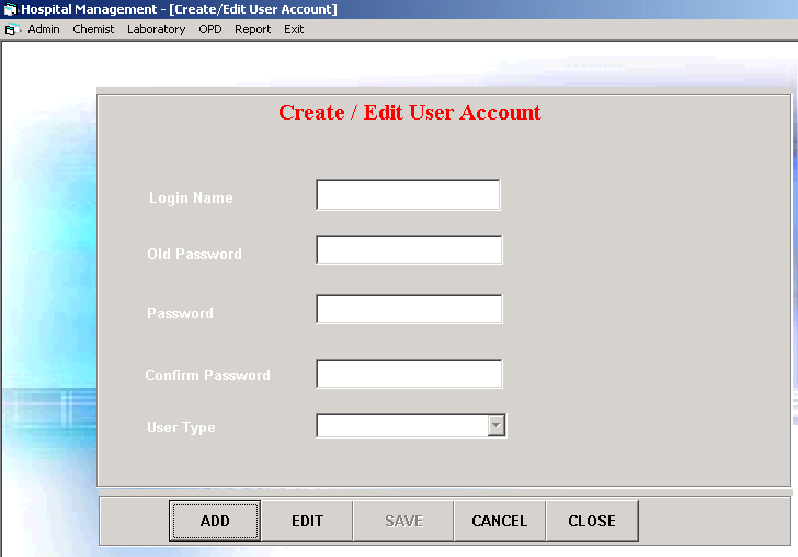 Hospital Management - [Create/Edit User Account]
Admin Chemist Laboratory OPD Report Exit
Create / Edit User Account
Login Name
Old Password
Password
Confirm Password
User Type
ADD EDIT SAVE CANCEL CLOSE